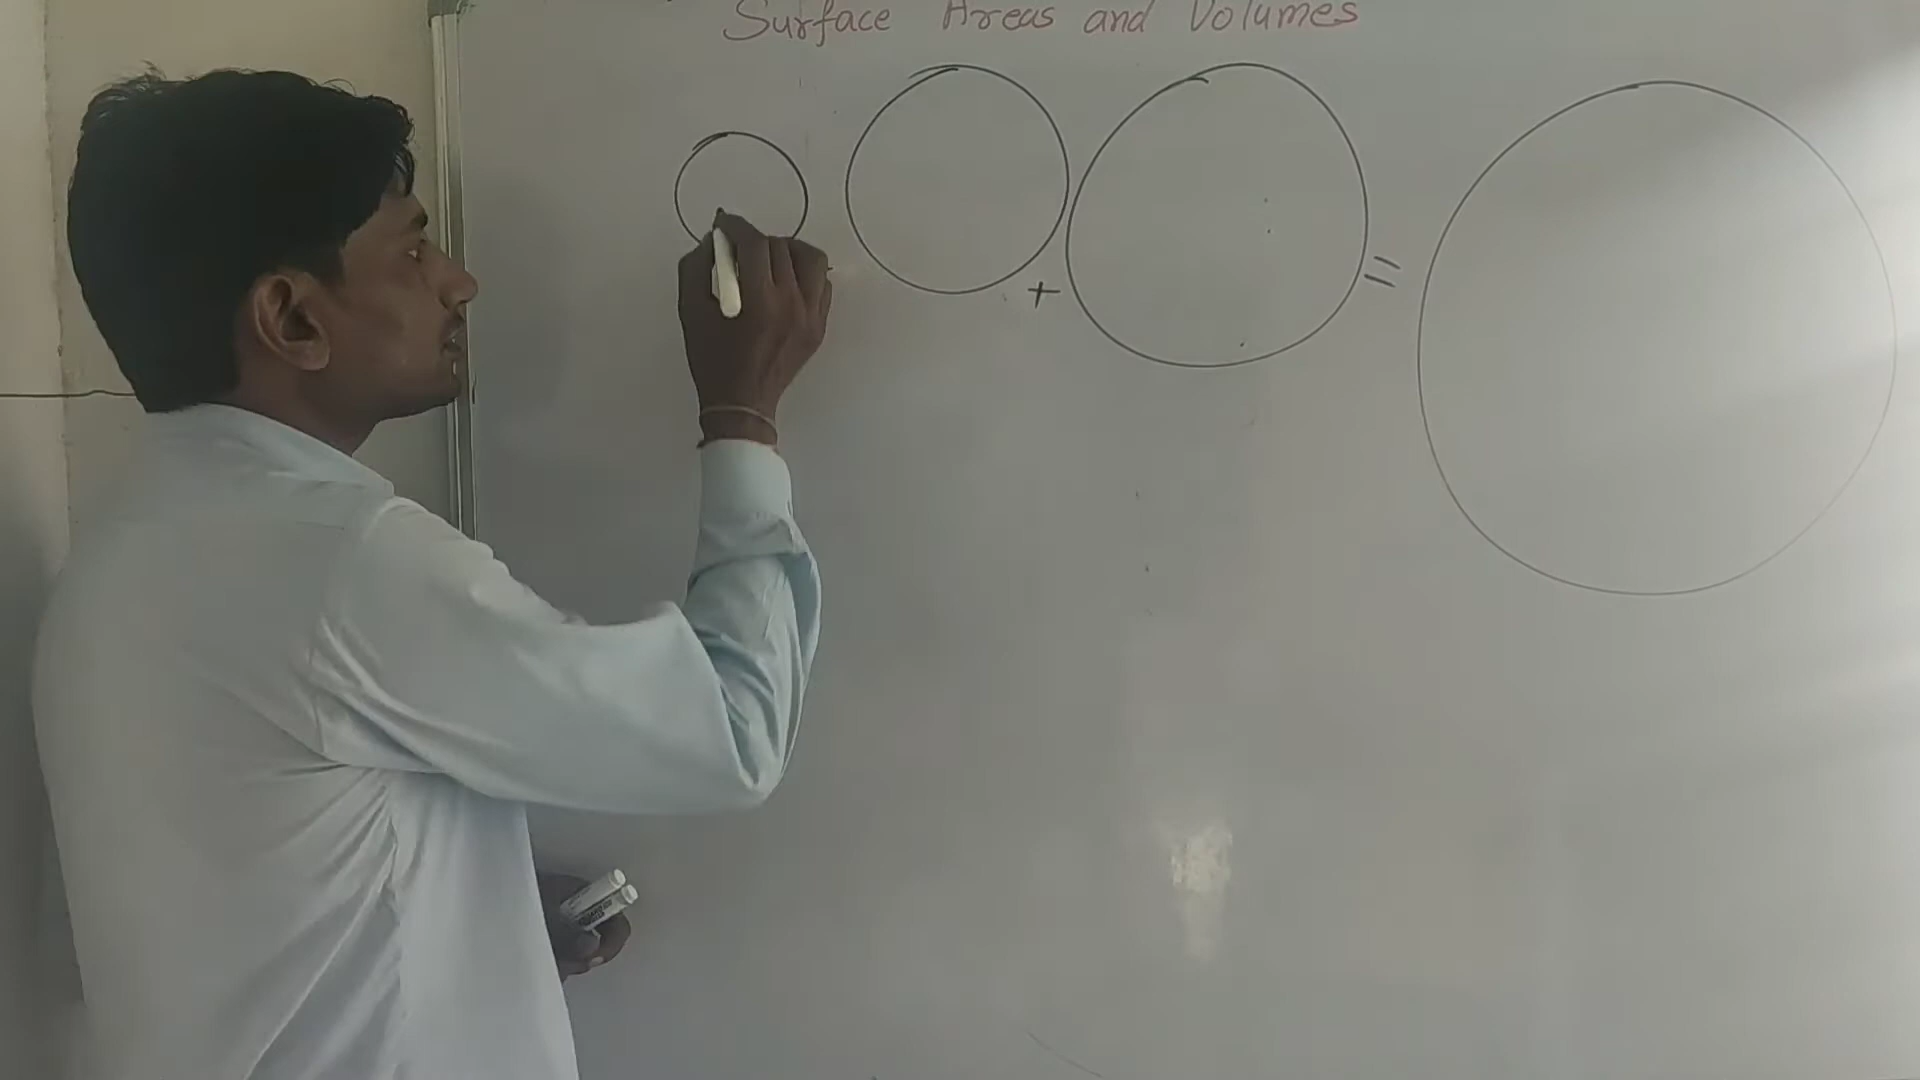 Surface Areas and Volumes
+ =